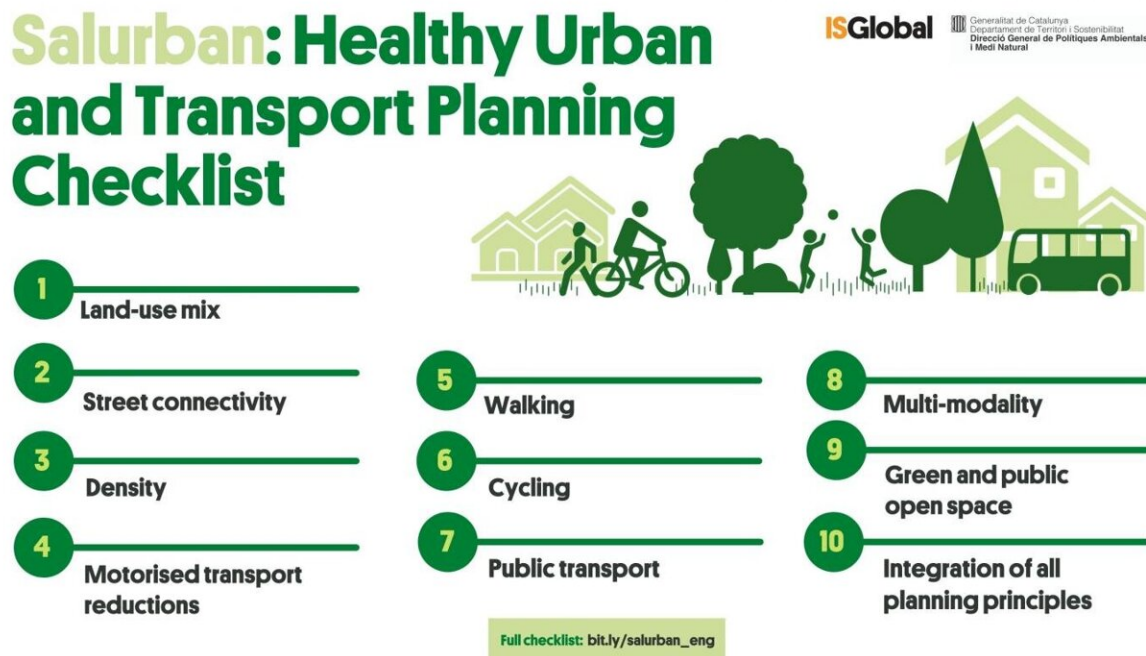 Salurban: Healthy Urban
and Transport Planning
Checklist
ISGlobal
Generalitat de Catalunya
Departament de Territori i Sostenibilitat
Direcció General de Polítiques Ambientals
i Medi Natural
1
Land-use mix
2
Street connectivity
3
Density
4
Motorised transport
reductions
5
Walking
6
Cycling
7
Public transport
8
Multi-modality
9
Green and public
open space
10
Integration of all
planning principles
Full checklist: bit.ly/salurban_eng